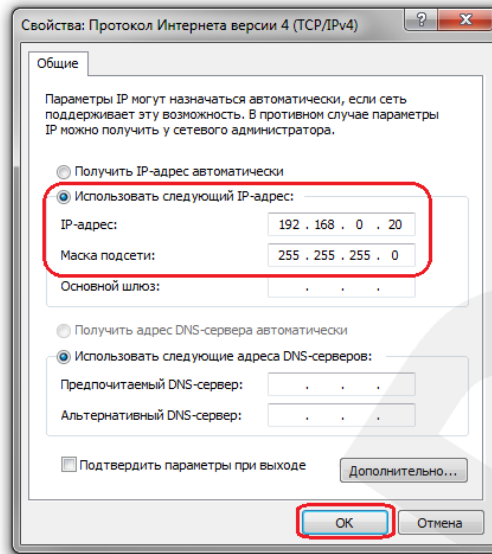 Свойства: Протокол Интернета версии 4 (TCP/IPv4)
?
Общие
Параметры IP могут назначаться автоматически, если сеть
поддерживает эту возможность. В противном случае параметры
IP можно получить у сетевого администратора.
Получить IP-адрес автоматически
Использовать следующий IP-адрес:
IP-адрес: 192 . 168 . 0 . 20
Маска подсети: 255 . 255 . 255 . 0
Основной шлюз: . . .
Получить адрес DNS-сервера автоматически
Использовать следующие адреса DNS-серверов:
Предпочитаемый DNS-сервер: . . .
Альтернативный DNS-сервер: . . .
Подтвердить параметры при выходе
Дополнительно...
ОК Отмена